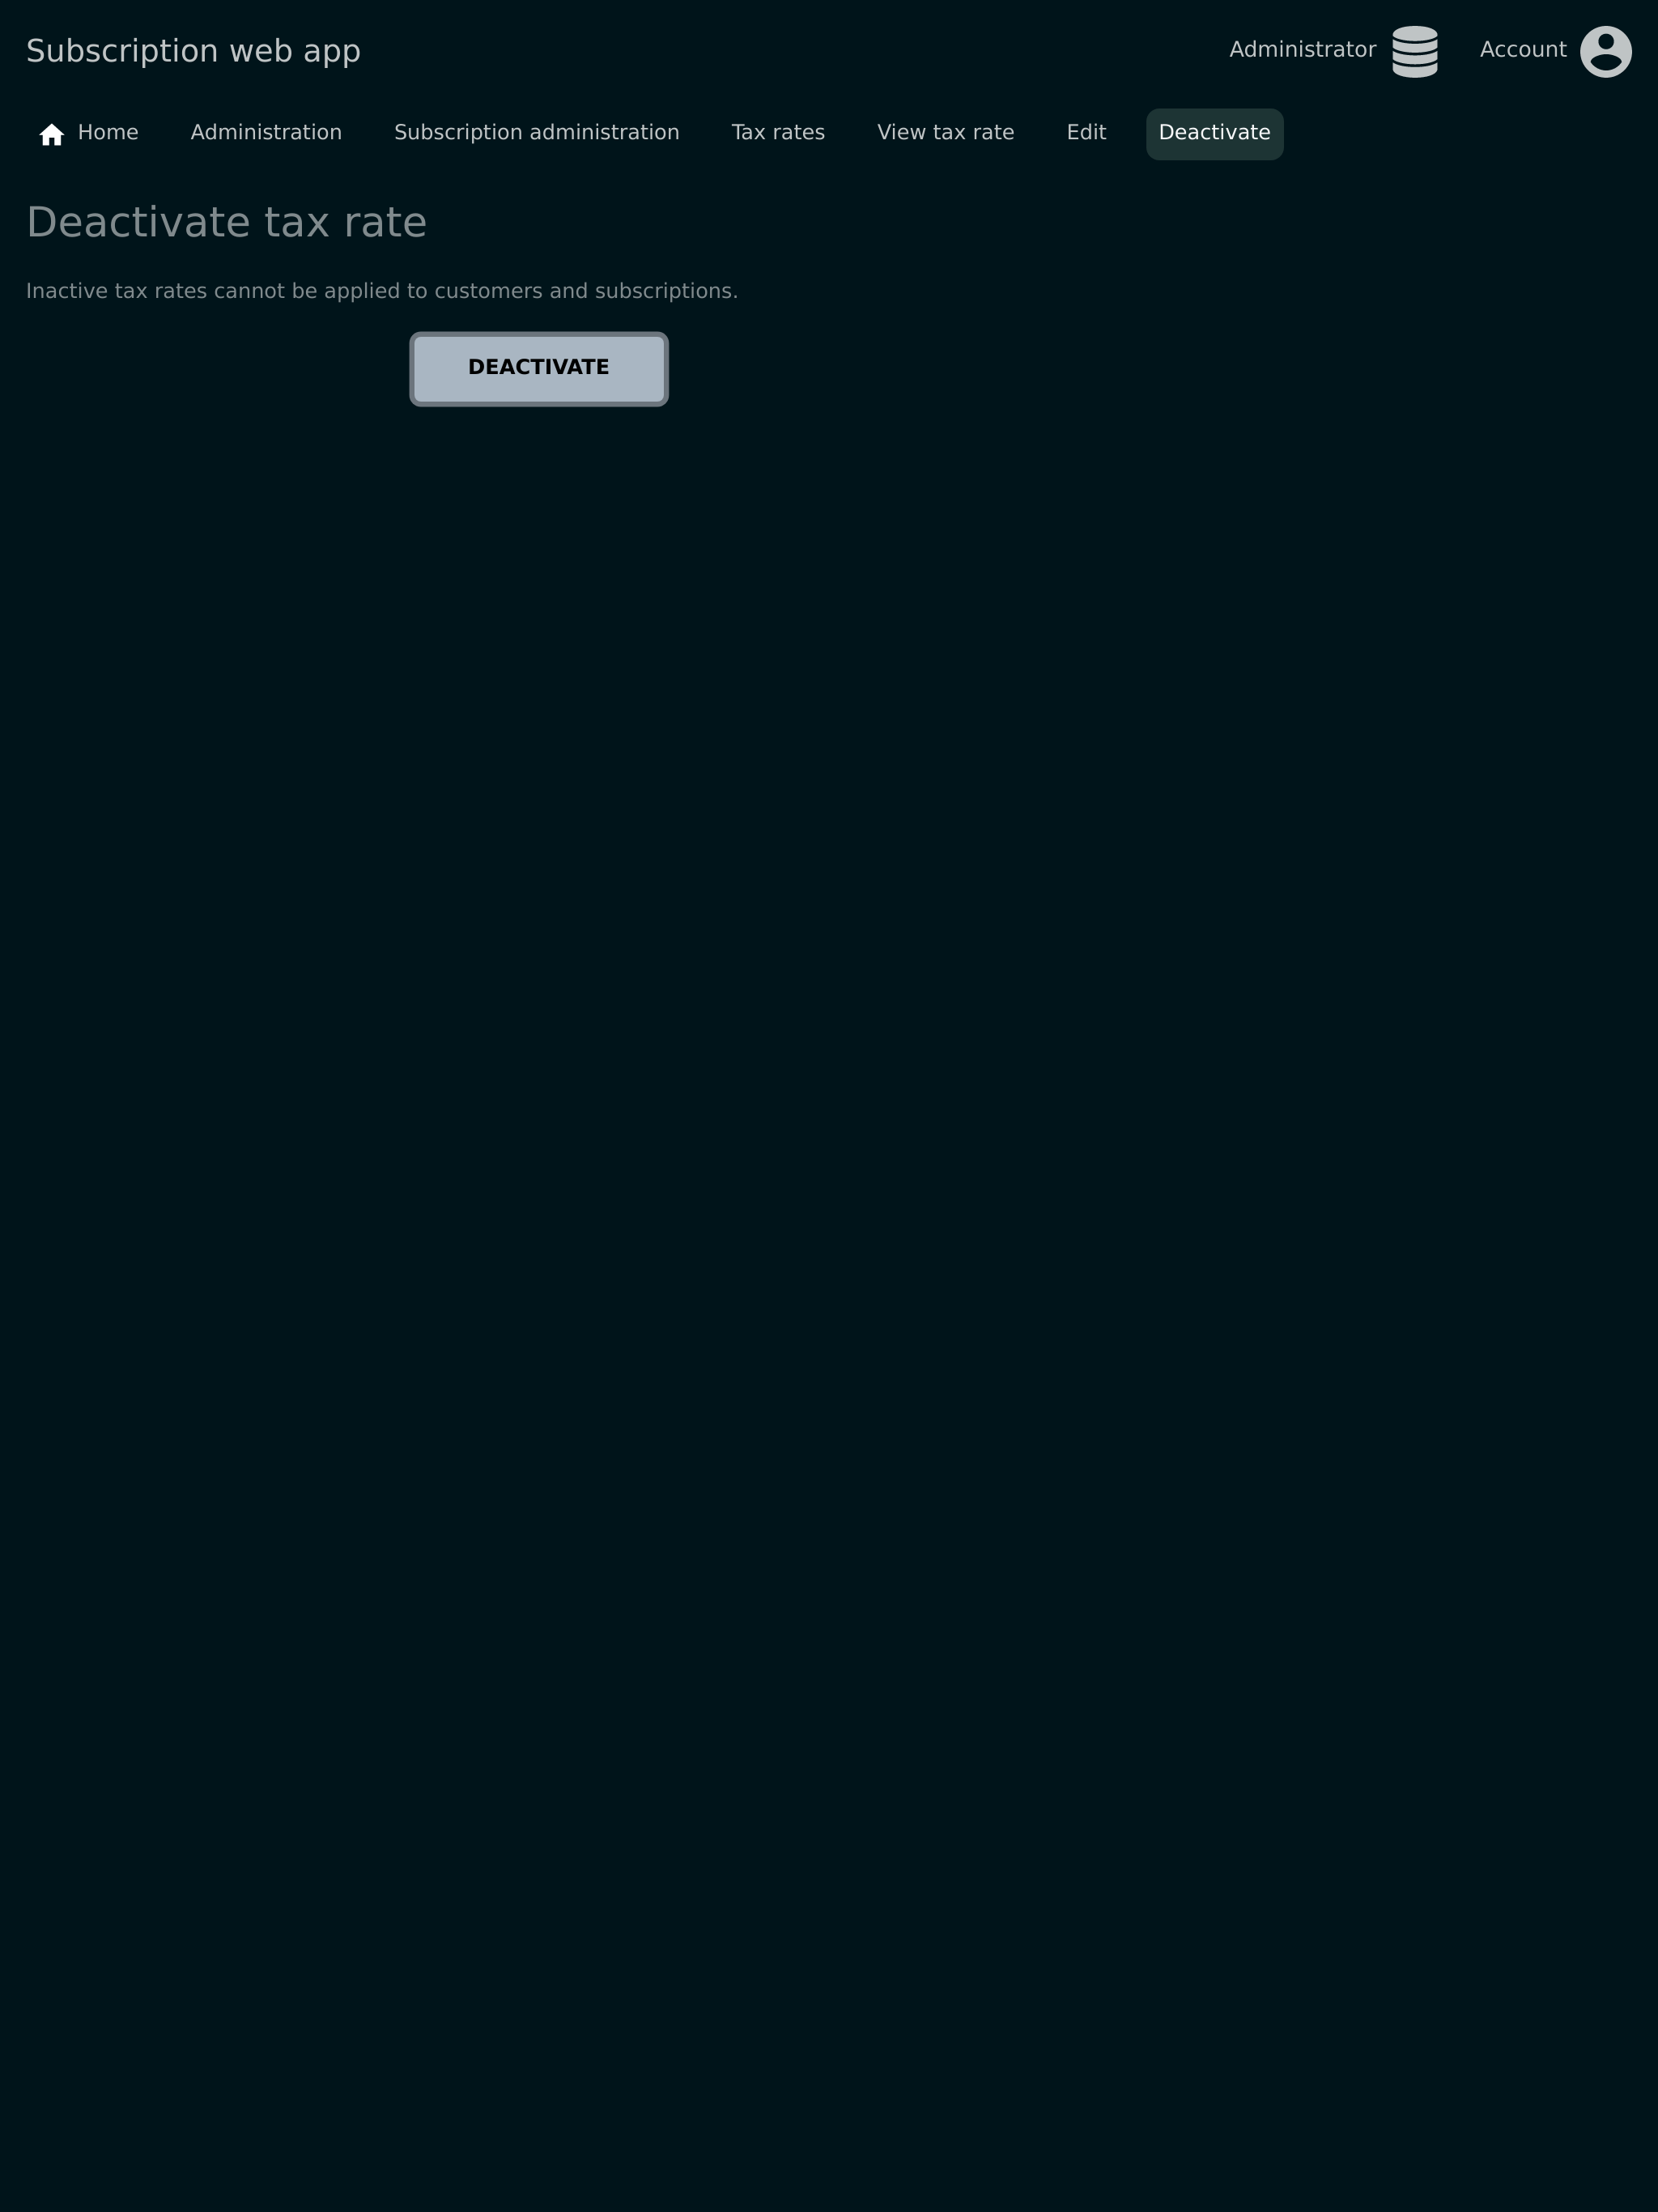 Subscription web app
Administrator
Account
Home
Administration
Subscription administration
Tax rates
View tax rate
Edit
Deactivate
Deactivate tax rate
Inactive tax rates cannot be applied to customers and subscriptions.
DEACTIVATE